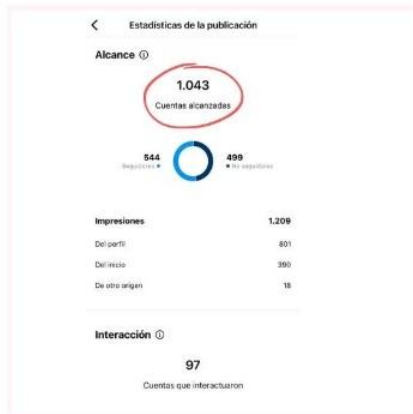 Estadísticas de la publicación
Alcance
1.043
Cuentas alcanzadas
544 499
Seguidores No seguidores
Impresiones 1.209
Del perfil 801
Del inicio 390
De otro origen 18
Interacción
97
Cuentas que interactuaron